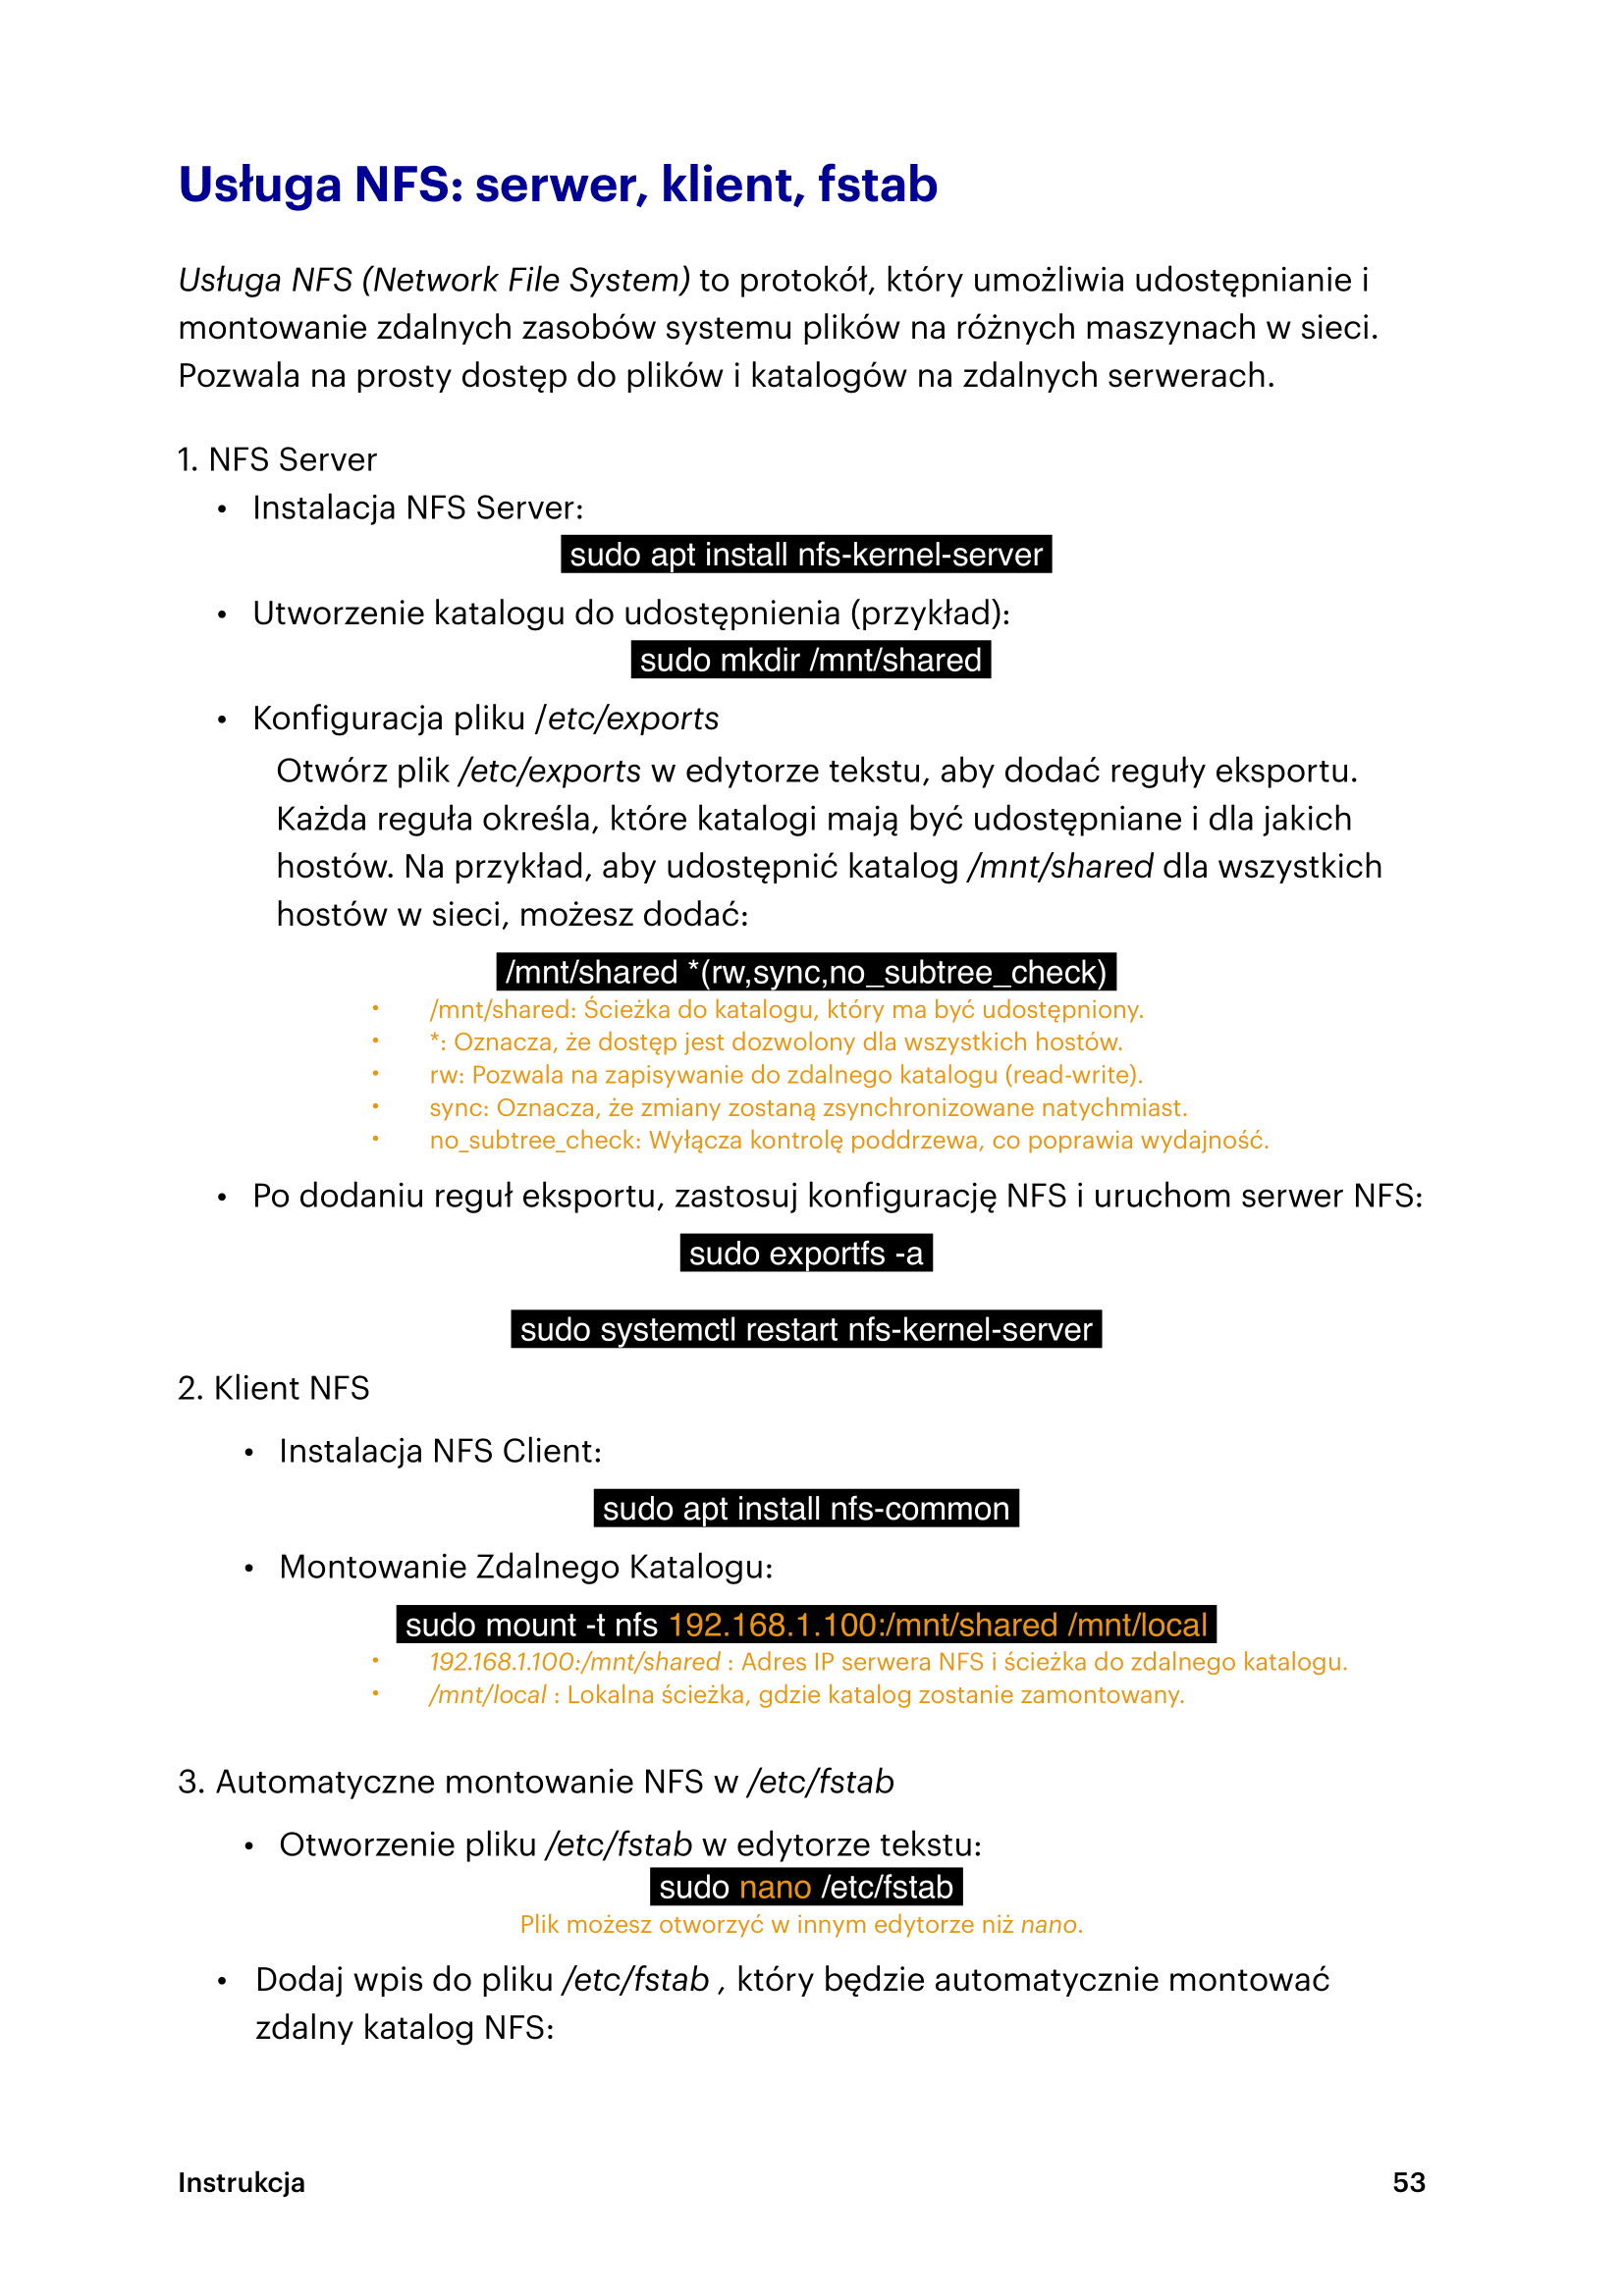 Usługa NFS: serwer, klient, fstab
Usługa NFS (Network File System) to protokół, który umożliwia udostępnianie i
montowanie zdalnych zasobów systemu plików na różnych maszynach w sieci.
Pozwala na prosty dostęp do plików i katalogów na zdalnych serwerach.
1. NFS Server
• Instalacja NFS Server:
sudo apt install nfs-kernel-server
• Utworzenie katalogu do udostępnienia (przykład):
sudo mkdir /mnt/shared
• Konfiguracja pliku /etc/exports
Otwórz plik /etc/exports w edytorze tekstu, aby dodać reguły eksportu.
Każda reguła określa, które katalogi mają być udostępniane i dla jakich
hostów. Na przykład, aby udostępnić katalog /mnt/shared dla wszystkich
hostów w sieci, możesz dodać:
/mnt/shared *(rw,sync,no_subtree_check)
• /mnt/shared: Ścieżka do katalogu, który ma być udostępniony.
• *: Oznacza, że dostęp jest dozwolony dla wszystkich hostów.
• rw: Pozwala na zapisywanie do zdalnego katalogu (read-write).
• sync: Oznacza, że zmiany zostaną zsynchronizowane natychmiast.
• no_subtree_check: Wyłącza kontrolę poddrzewa, co poprawia wydajność.
• Po dodaniu reguł eksportu, zastosuj konfigurację NFS i uruchom serwer NFS:
sudo exportfs -a
sudo systemctl restart nfs-kernel-server
2. Klient NFS
• Instalacja NFS Client:
sudo apt install nfs-common
• Montowanie Zdalnego Katalogu:
sudo mount -t nfs 192.168.1.100:/mnt/shared /mnt/local
• 192.168.1.100:/mnt/shared : Adres IP serwera NFS i ścieżka do zdalnego katalogu.
• /mnt/local : Lokalna ścieżka, gdzie katalog zostanie zamontowany.
3. Automatyczne montowanie NFS w /etc/fstab
• Otworzenie pliku /etc/fstab w edytorze tekstu:
sudo nano /etc/fstab
Plik możesz otworzyć w innym edytorze niż nano.
• Dodaj wpis do pliku /etc/fstab , który będzie automatycznie montować
zdalny katalog NFS:
Instrukcja 53